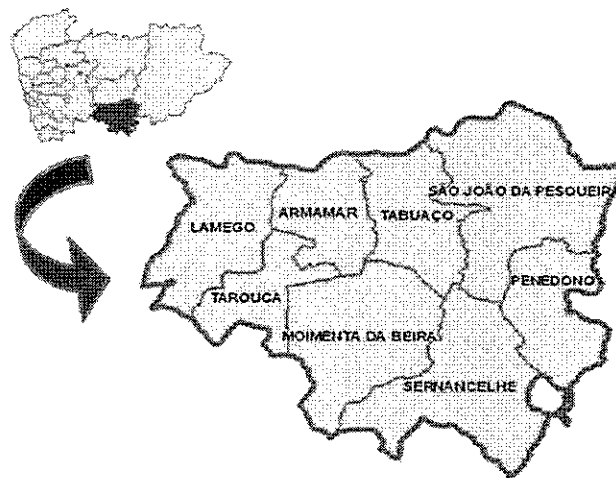 SÃO JOÃO DA PESQUEIRA
ARMAMAR
TABUAÇO
LAMEGO
PENEDONO
TAROUCA
MOIMENTA DA BEIRA
SERNANCELHE